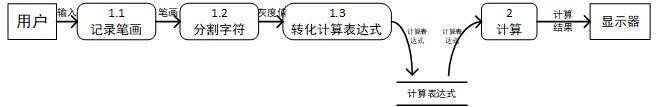 用户
输入
1.1
记录笔画
笔画
1.2
分割字符
灰度值
1.3
转化计算表达式
计算表
达式
计算表达式
计算表
达式
2
计算
计算
结果
显示器